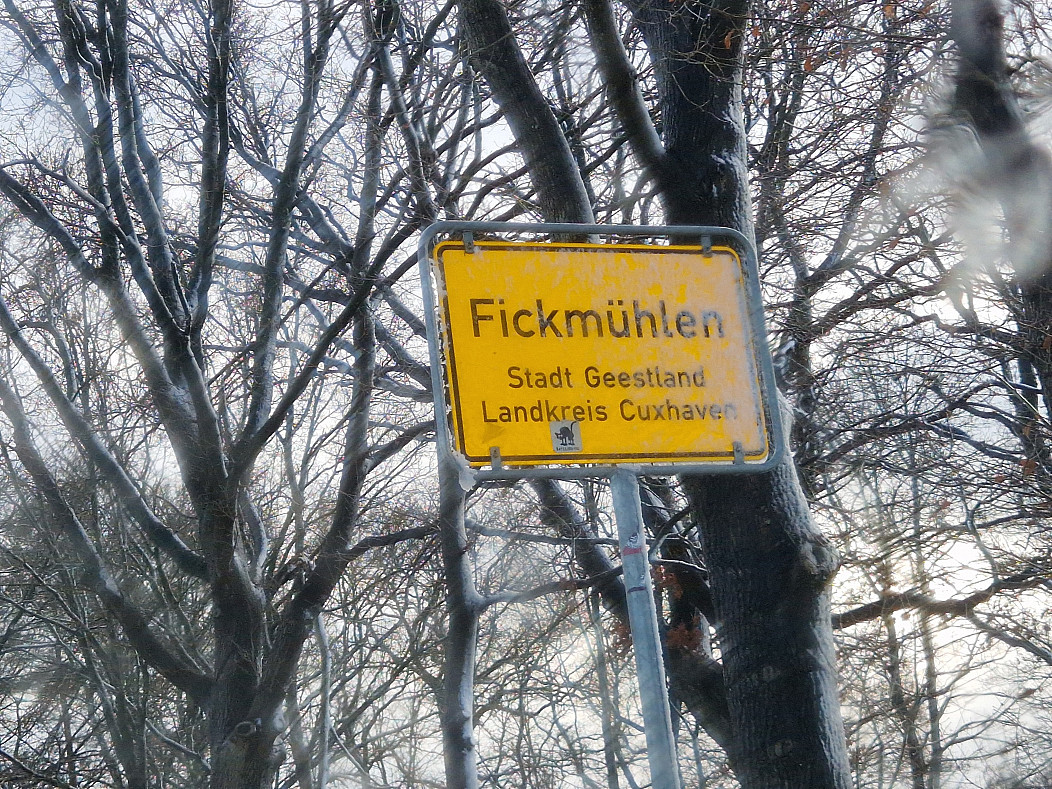 Fickmühlen
Stadt Geestland
Landkreis Cuxhaven